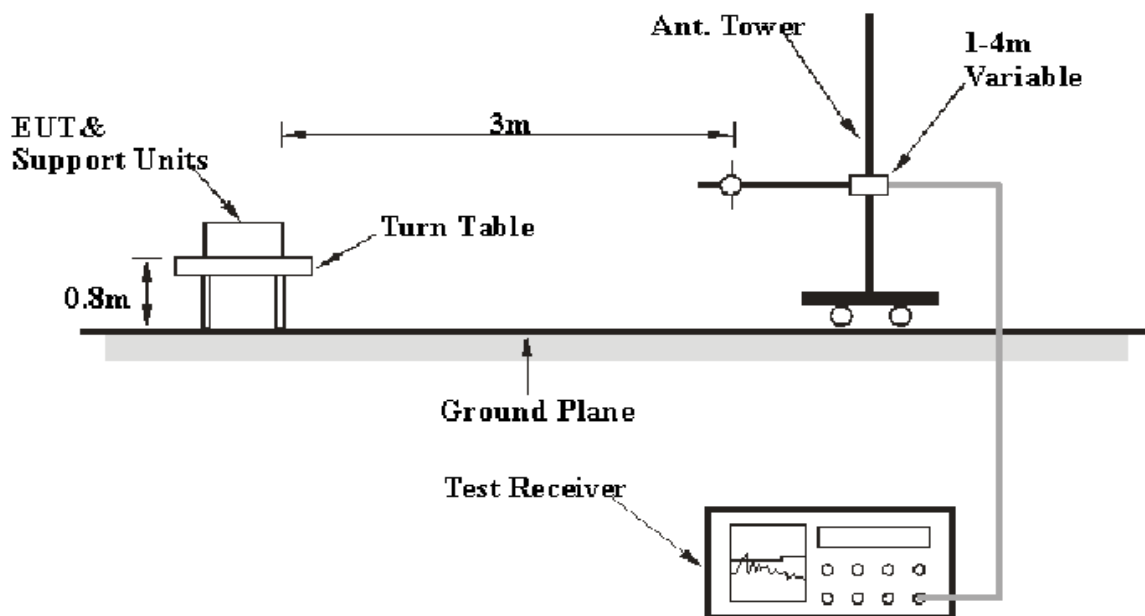 Ant. Tower
1-4m
Variable
3m
EUT&
Support Units
Turn Table
0.8m
Ground Plane
Test Receiver